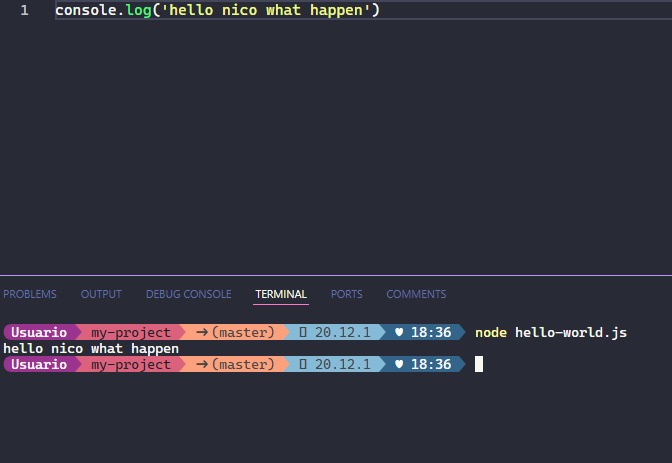 1 console.log('hello nico what happen')
PROBLEMS OUTPUT DEBUG CONSOLE TERMINAL PORTS COMMENTS
Usuario my-project →(master) 20.12.1 ♥ 18:36 node hello-world.js
hello nico what happen
Usuario my-project →(master) 20.12.1 ♥ 18:36